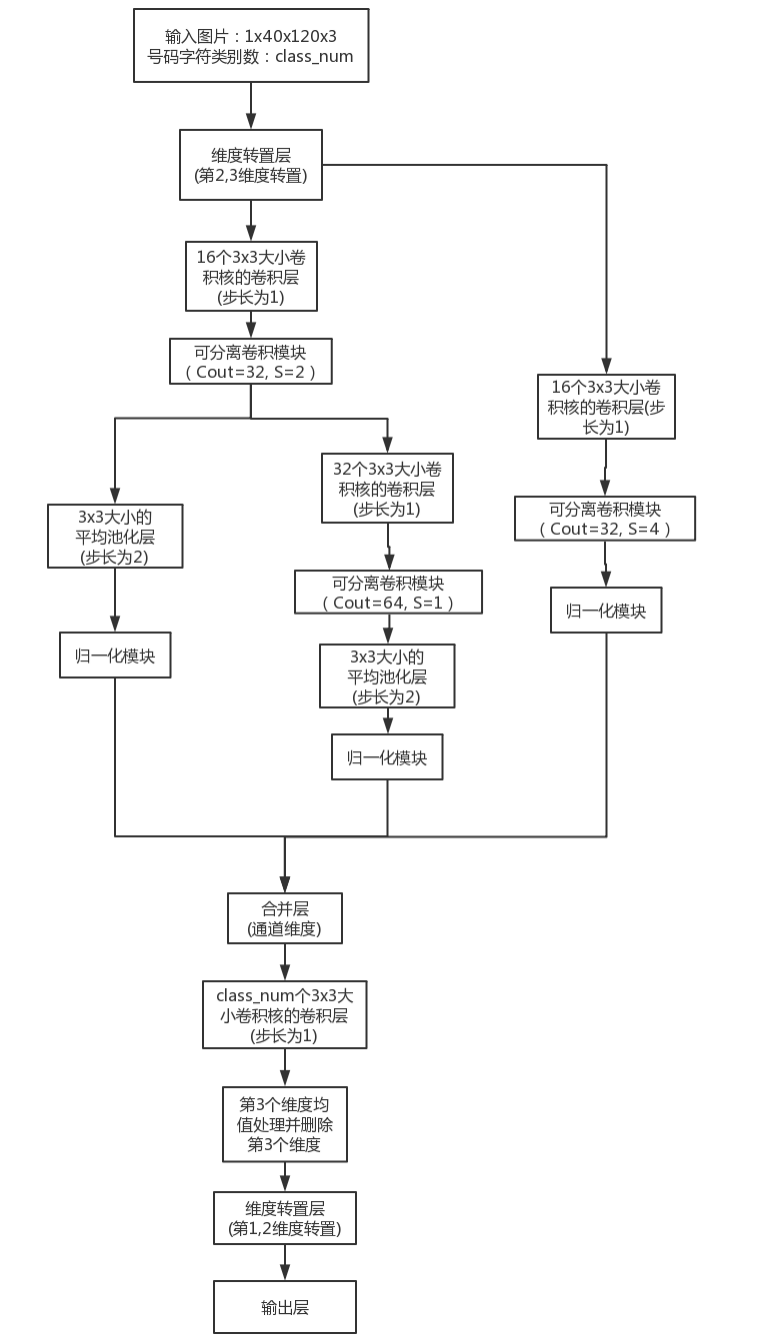 输入图片：1x40x120x3
号码字符类别数：class_num
维度转置层
(第2,3维度转置)
16个3x3大小卷
积核的卷积层
(步长为1)
可分离卷积模块
（Cout=32, S=2）
16个3x3大小卷
积核的卷积层(步
长为1)
32个3x3大小卷
积核的卷积层
(步长为1)
3x3大小的
平均池化层
(步长为2)
可分离卷积模块
（Cout=32, S=4）
可分离卷积模块
（Cout=64, S=1）
归一化模块
归一化模块
3x3大小的
平均池化层
(步长为2)
归一化模块
合并层
(通道维度)
class_num个3x3大
小卷积核的卷积层
(步长为1)
第3个维度均
值处理并删除
第3个维度
维度转置层
(第1,2维度转置)
输出层